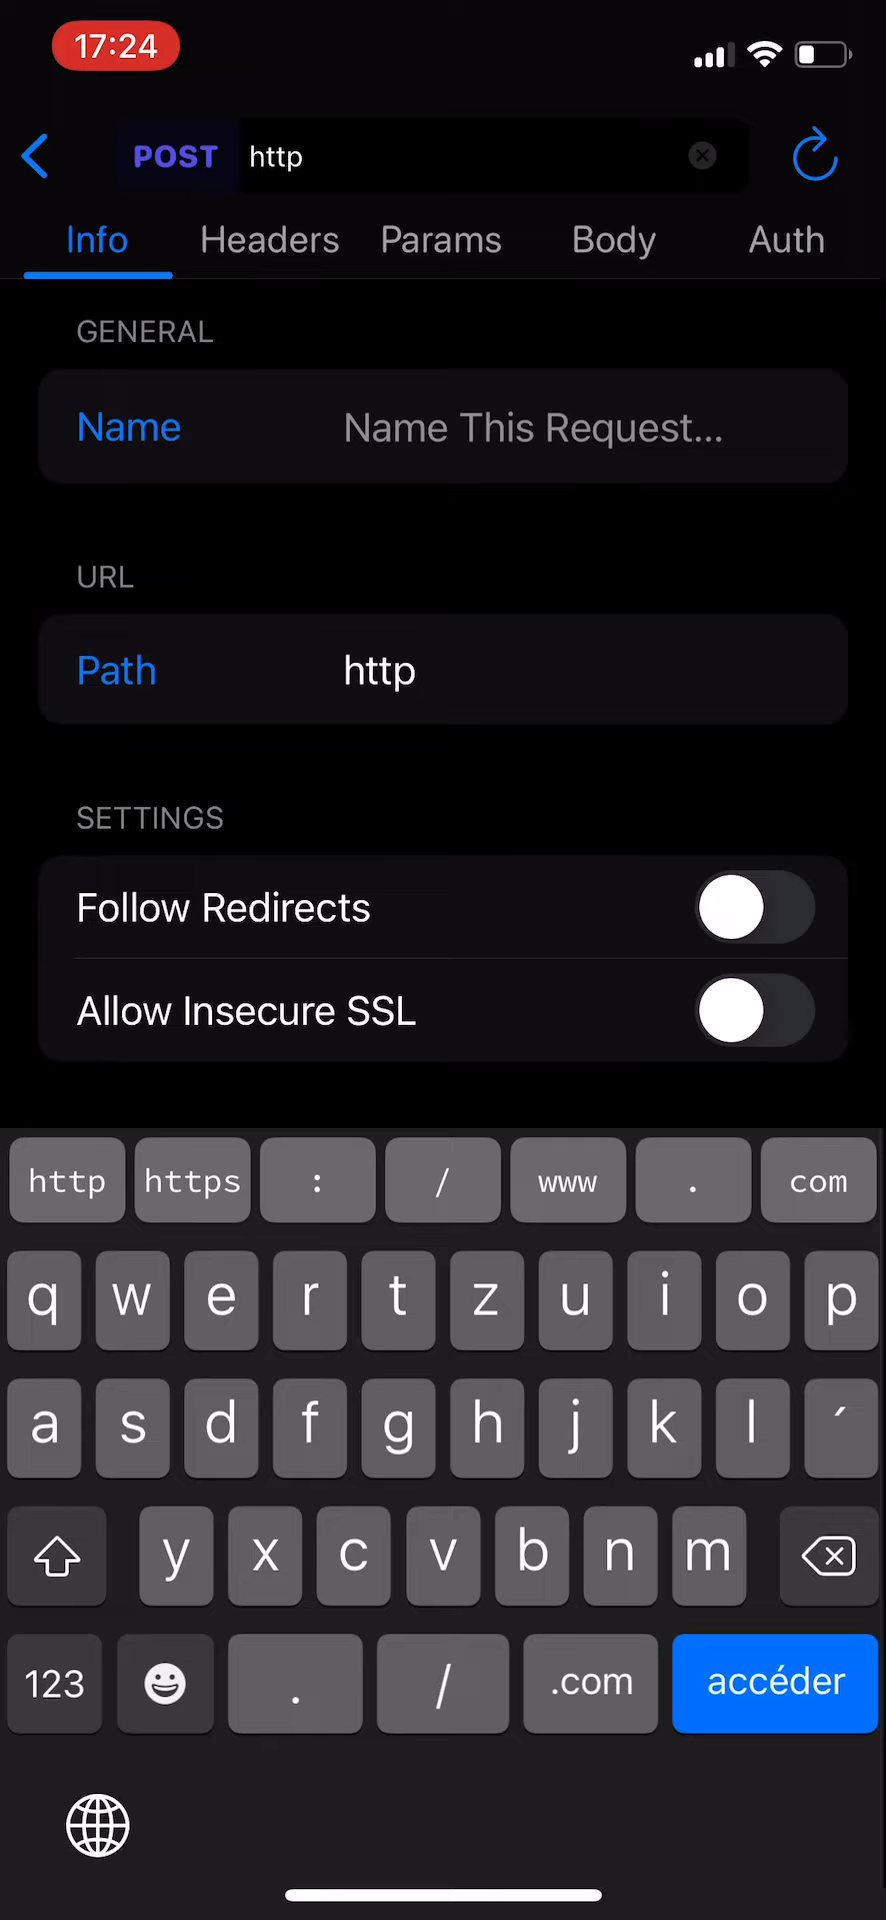 17:24
POST http
Info Headers Params Body Auth
GENERAL
Name Name This Request...
URL
Path http
SETTINGS
Follow Redirects
Allow Insecure SSL
http https : / www . com
q w e r t z u i o p
a s d f g h j k l ´
y x c v b n m
123 . / .com accéder